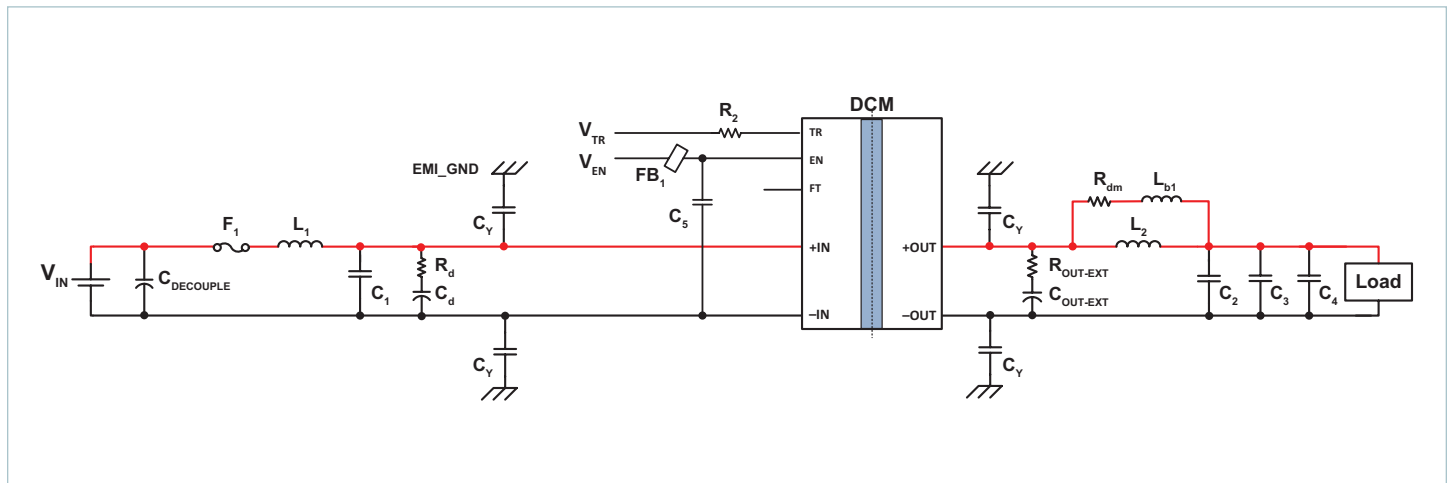 DCM
R2
VTR
TR
VEN
FB1
EN
EMI_GND
FT
CY
C5
CY
Rdm
Lb1
F1
L1
L2
+IN
+OUT
VIN
CDECOUPLE
C1
Rd
Cd
ROUT-EXT
COUT-EXT
C2
C3
C4
Load
–IN
–OUT
CY
CY